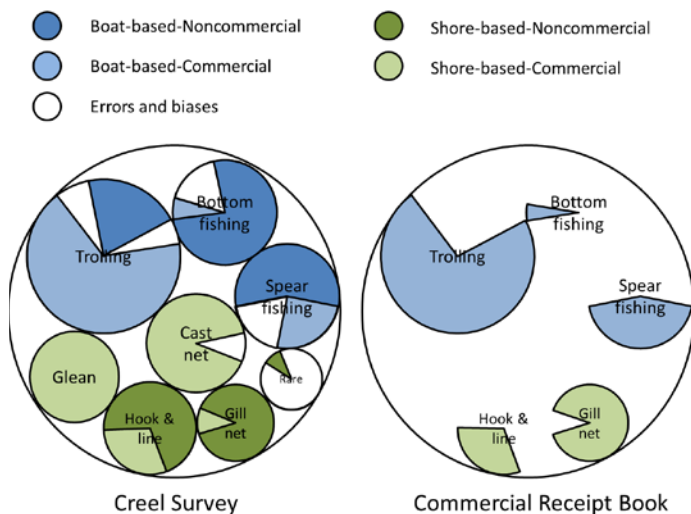 Boat-based-Noncommercial
Boat-based-Commercial
Errors and biases
Shore-based-Noncommercial
Shore-based-Commercial
Trolling
Bottom
fishing
Spear
fishing
Cast
net
Glean
Rare
Hook &
line
Gill
net
Creel Survey
Trolling
Bottom
fishing
Spear
fishing
Hook &
line
Gill
net
Commercial Receipt Book